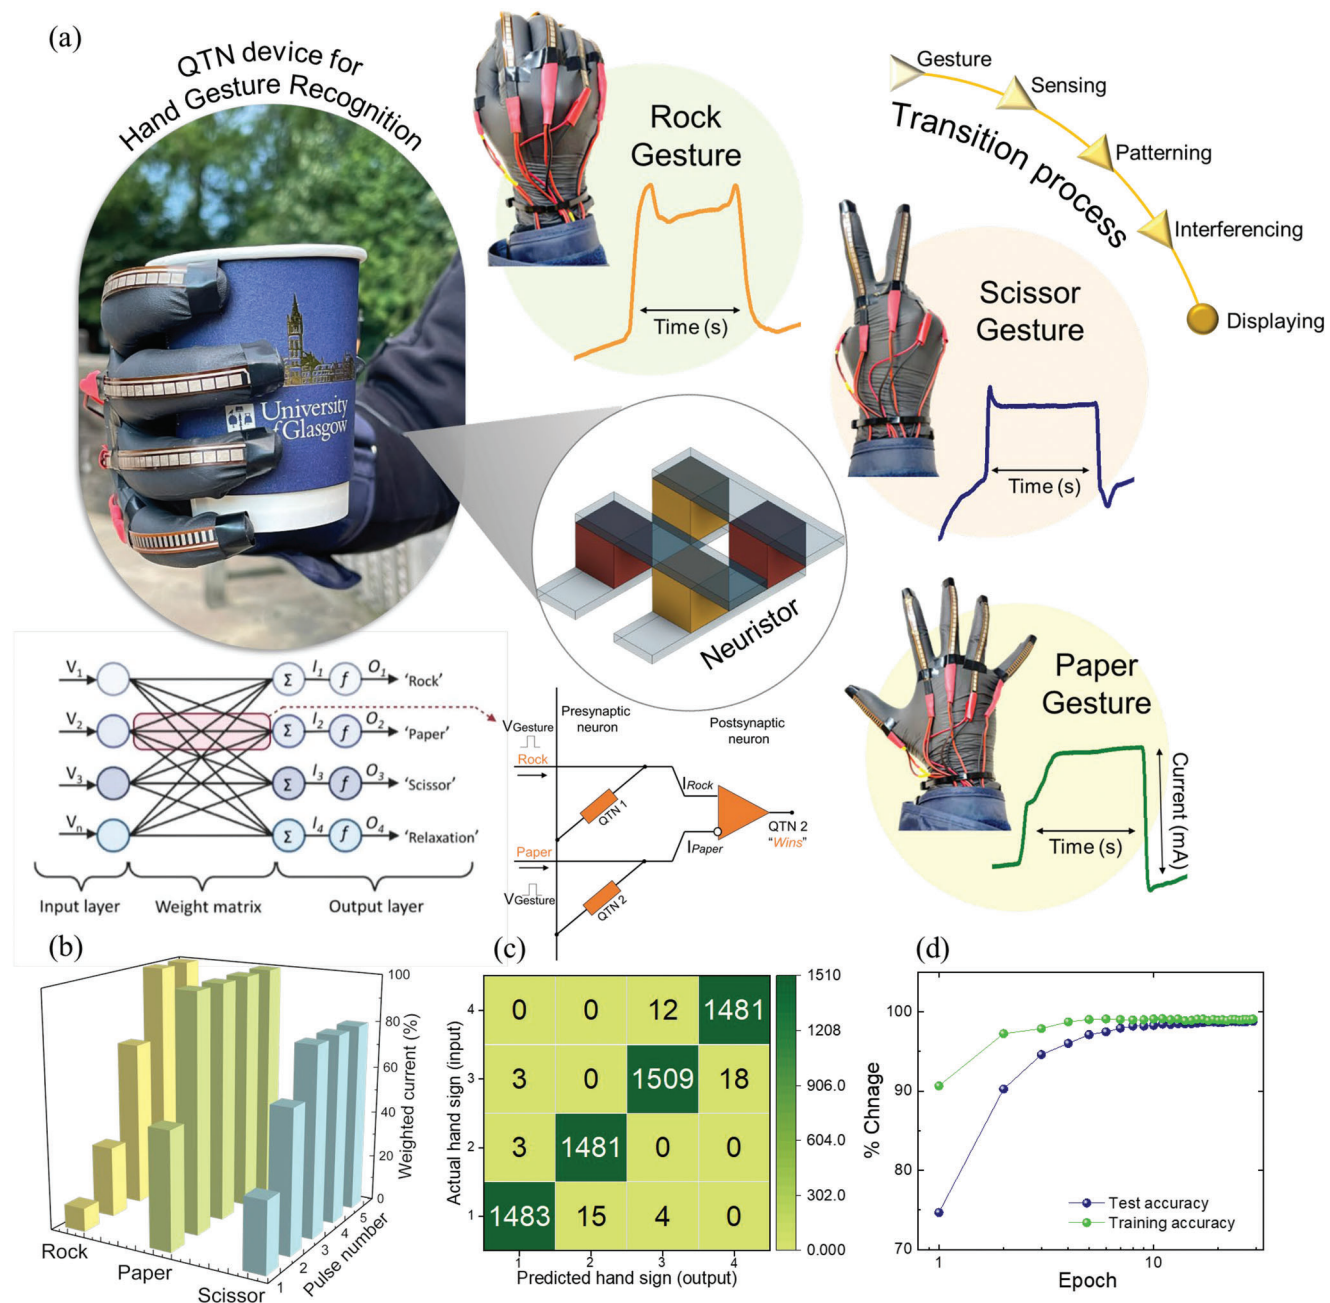 (a)
QTN device for
Hand Gesture Recognition
University
of Glasgow
Rock
Gesture
Time (s)
Gesture
Sensing
Patterning
Interferencing
Displaying
Transition process
Scissor
Gesture
Time (s)
Neuristor
Paper
Gesture
Time (s)
Current (mA)
V1 Σ I1 f O1 'Rock'
V2 Σ I2 f O2 'Paper'
V3 Σ I3 f O3 'Scissor'
Vn Σ I4 f O4 'Relaxation'
Input layer Weight matrix Output layer
Presynaptic
neuron
Postsynaptic
neuron
VGesture
Rock
QTN 1
IRock
Paper
IPaper
VGesture
QTN 2
QTN 2
"Wins"
(b)
100
80
60
40
20
0
Weighted current (%)
Rock
Paper
Scissor
1 2 3 4 5
Pulse number
(c)
Actual hand sign (input)
4 0 0 12 1481
3 3 0 1509 18
2 3 1481 0 0
1 1483 15 4 0
1 2 3 4
Predicted hand sign (output)
1510
1208
906.0
604.0
302.0
0.000
(d)
% Chnage
100
90
80
70
Test accuracy
Training accuracy
1 10
Epoch